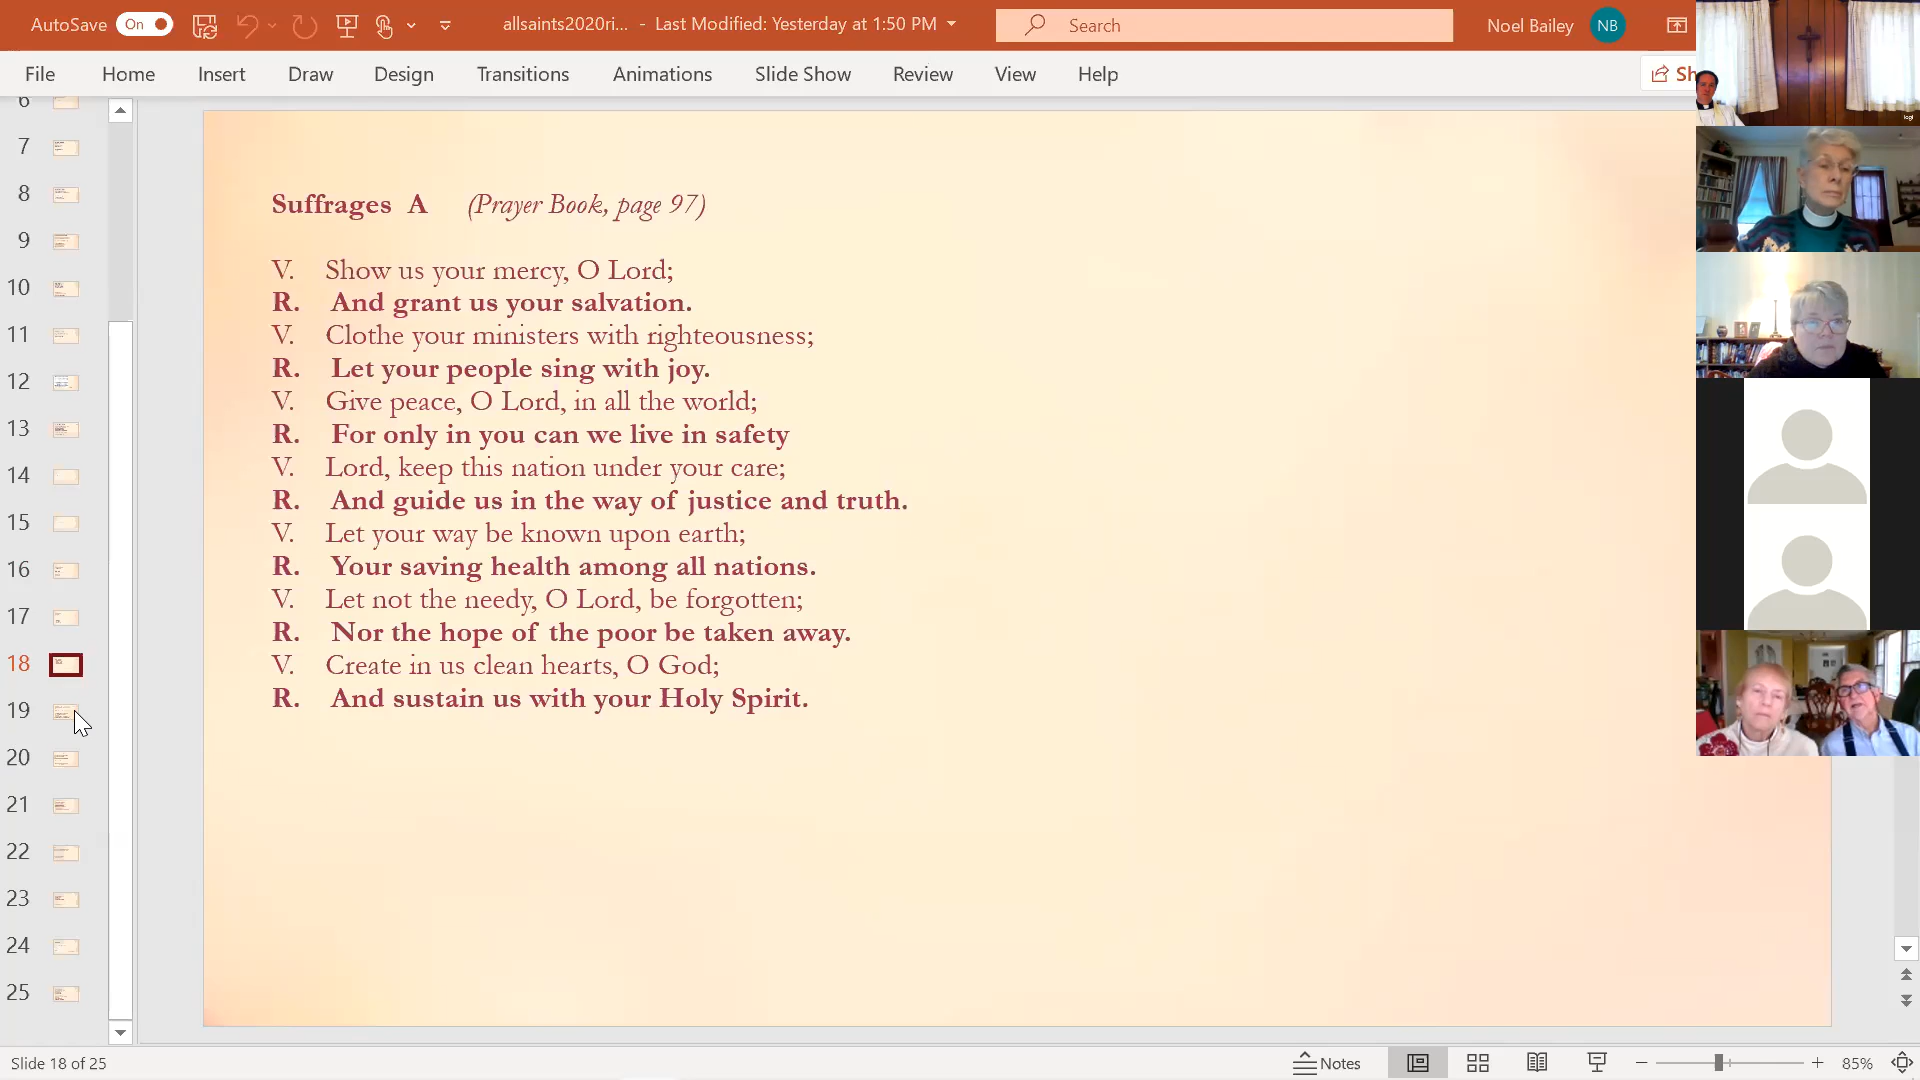 AutoSave On allsaints2020ri... - Last Modified: Yesterday at 1:50 PM Search Noel Bailey NB
File Home Insert Draw Design Transitions Animations Slide Show Review View Help Sh
6
7
8
9
10
11
12
13
14
15
16
17
18
19
20
21
22
23
24
25
Suffrages A (Prayer Book, page 97)
V. Show us your mercy, O Lord;
R. And grant us your salvation.
V. Clothe your ministers with righteousness;
R. Let your people sing with joy.
V. Give peace, O Lord, in all the world;
R. For only in you can we live in safety
V. Lord, keep this nation under your care;
R. And guide us in the way of justice and truth.
V. Let your way be known upon earth;
R. Your saving health among all nations.
V. Let not the needy, O Lord, be forgotten;
R. Nor the hope of the poor be taken away.
V. Create in us clean hearts, O God;
R. And sustain us with your Holy Spirit.
logi
Slide 18 of 25 Notes 85%